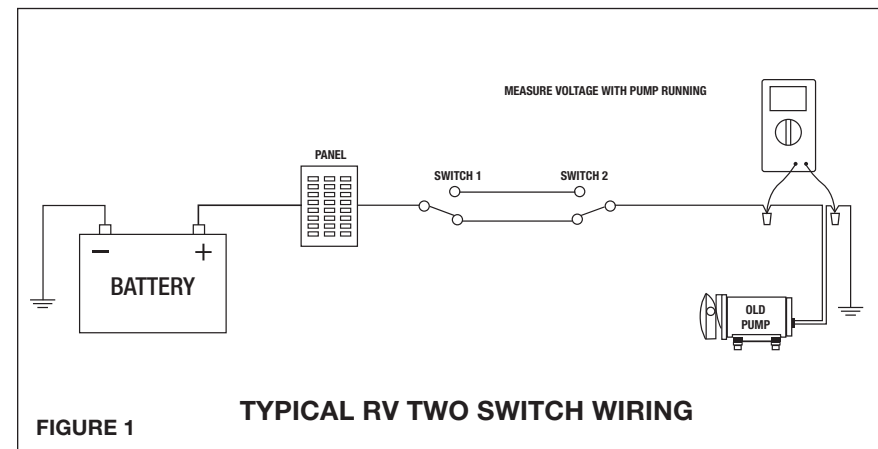 MEASURE VOLTAGE WITH PUMP RUNNING
PANEL
SWITCH 1
SWITCH 2
− +
BATTERY
OLD
PUMP
TYPICAL RV TWO SWITCH WIRING
FIGURE 1